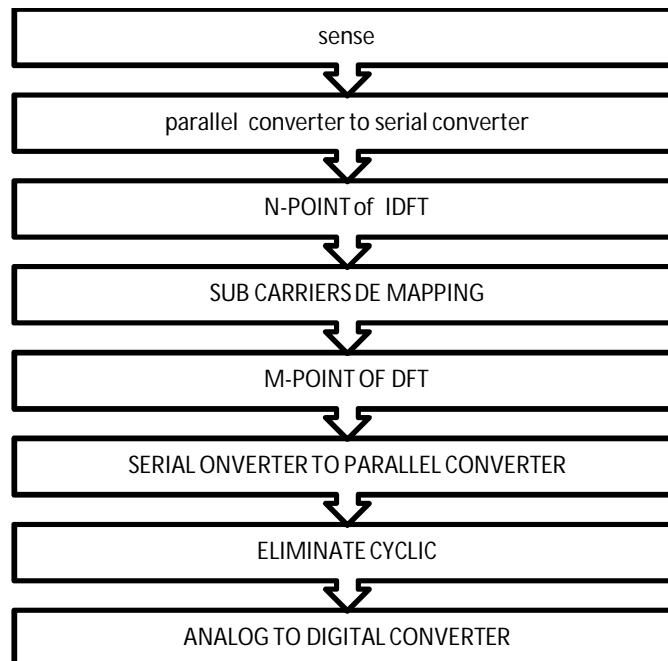 sense
parallel converter to serial converter
N-POINT of IDFT
SUB CARRIERS DE MAPPING
M-POINT OF DFT
SERIAL ONVERTER TO PARALLEL CONVERTER
ELIMINATE CYCLIC
ANALOG TO DIGITAL CONVERTER